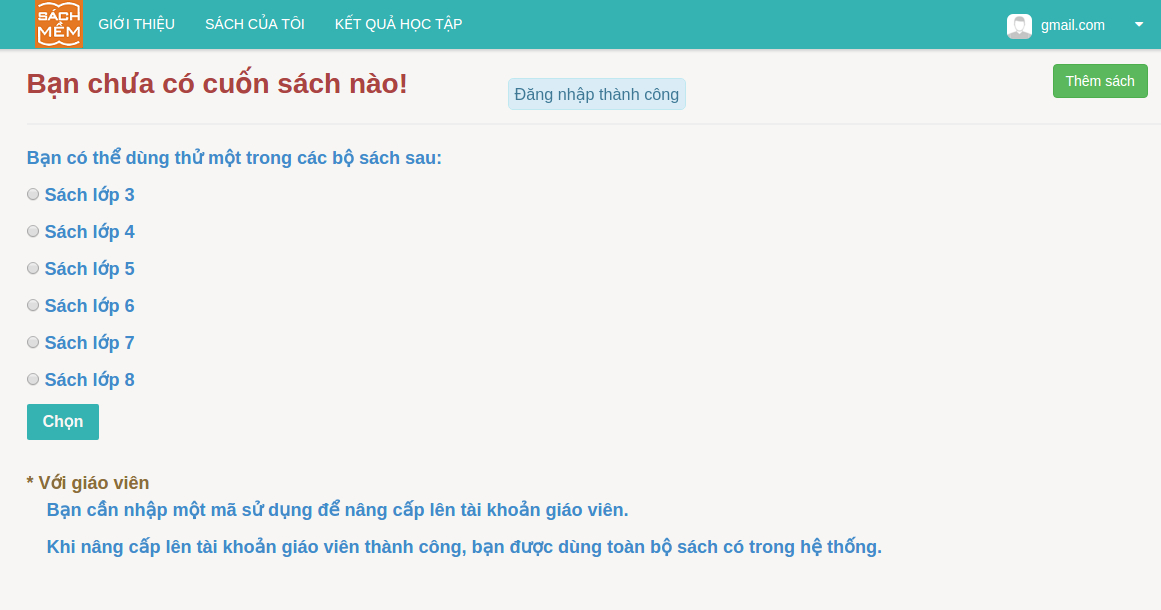 SÁCH
MỀM
GIỚI THIỆU
SÁCH CỦA TÔI
KẾT QUẢ HỌC TẬP
gmail.com
Bạn chưa có cuốn sách nào!
Đăng nhập thành công
Thêm sách
Bạn có thể dùng thử một trong các bộ sách sau:
Sách lớp 3
Sách lớp 4
Sách lớp 5
Sách lớp 6
Sách lớp 7
Sách lớp 8
Chọn
* Với giáo viên
Bạn cần nhập một mã sử dụng để nâng cấp lên tài khoản giáo viên.
Khi nâng cấp lên tài khoản giáo viên thành công, bạn được dùng toàn bộ sách có trong hệ thống.